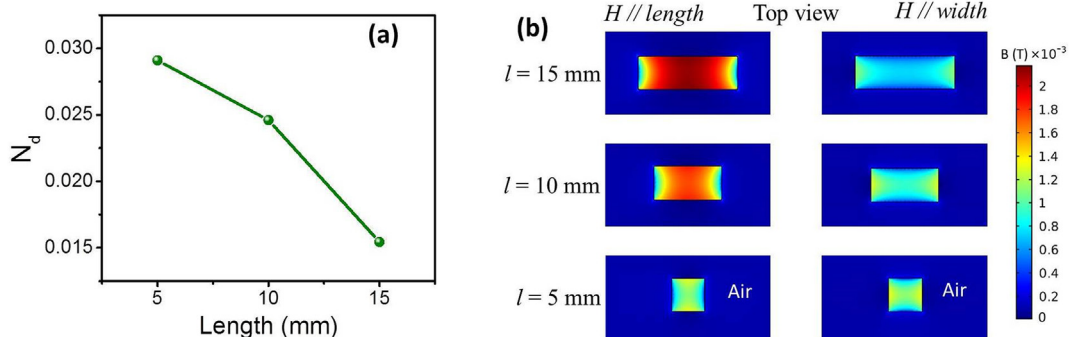 (a)
0.030
0.025
0.020
0.015
N_d
5 10 15
Length (mm)
(b)
H // length Top view H // width
B (T) ×10⁻³
l = 15 mm
l = 10 mm
l = 5 mm
Air Air
2
1.8
1.6
1.4
1.2
1
0.8
0.6
0.4
0.2
0